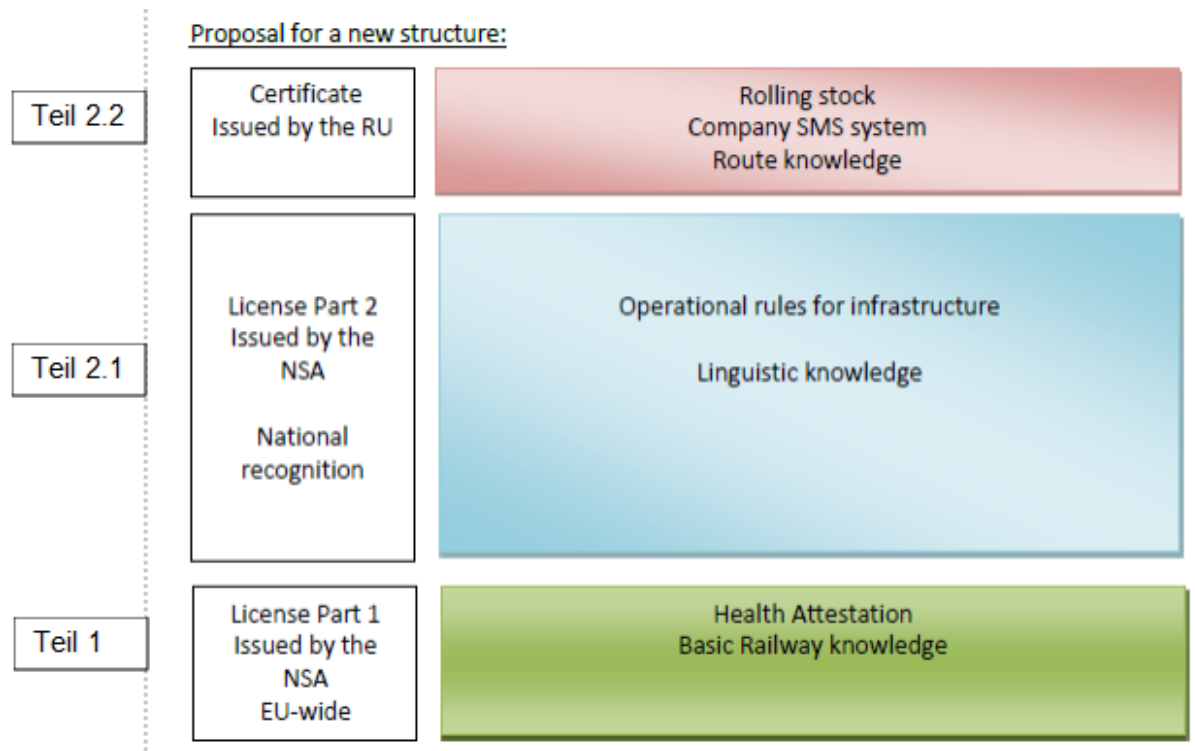 Proposal for a new structure:
Teil 2.2
Certificate
Issued by the RU
Rolling stock
Company SMS system
Route knowledge
Teil 2.1
License Part 2
Issued by the
NSA
National
recognition
Operational rules for infrastructure
Linguistic knowledge
Teil 1
License Part 1
Issued by the
NSA
EU-wide
Health Attestation
Basic Railway knowledge